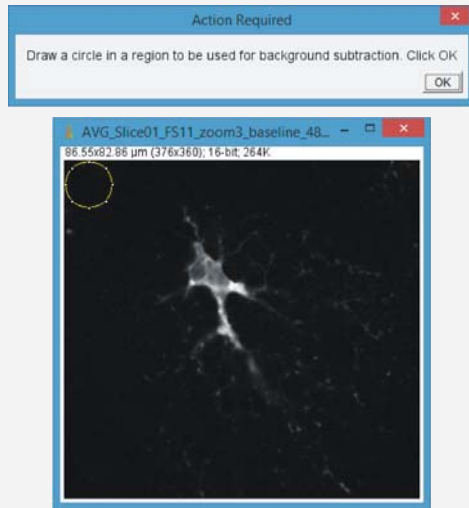 Action Required
Draw a circle in a region to be used for background subtraction. Click OK
OK
AVG_Slice01_FS11_zoom3_baseline_48...
86.55x82.86 µm (376x360); 16-bit; 264K